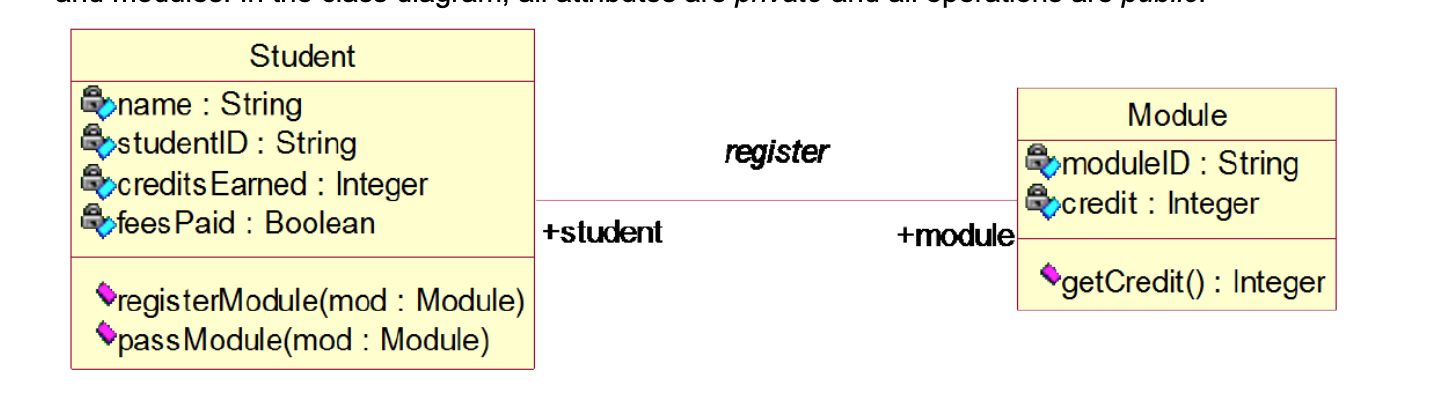 and modules. In the class diagram, all attributes are private and all operations are public.
Student
name : String
studentID : String
creditsEarned : Integer
feesPaid : Boolean
registerModule(mod : Module)
passModule(mod : Module)
register
+student
+module
Module
moduleID : String
credit : Integer
getCredit() : Integer